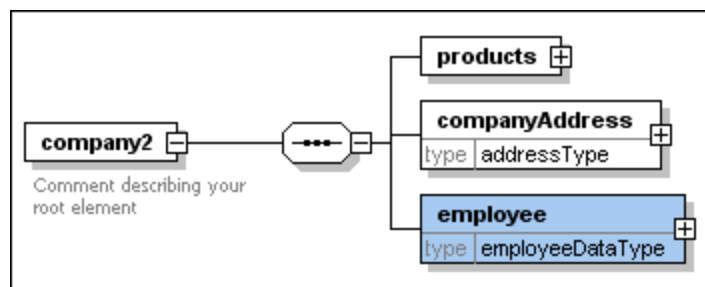 products
company2
Comment describing your
root element
companyAddress
type addressType
employee
type employeeDataType